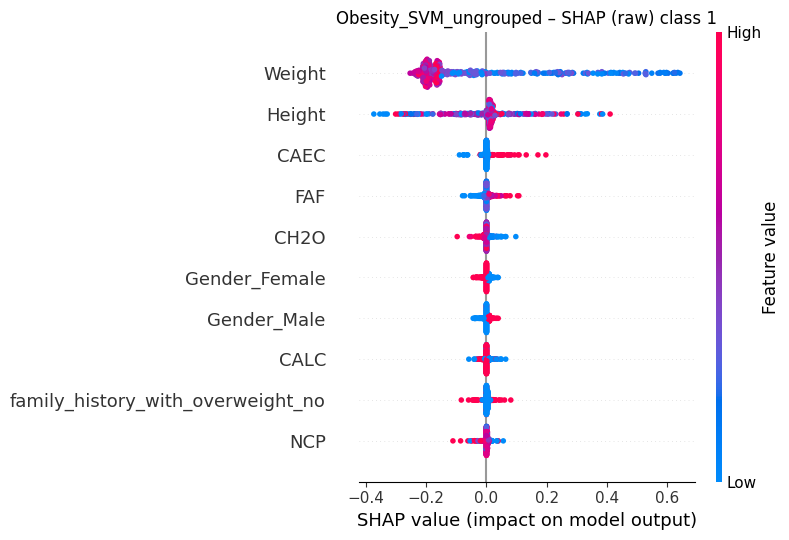 Obesity_SVM_ungrouped – SHAP (raw) class 1
High
Weight
Height
CAEC
FAF
CH2O
Gender_Female
Gender_Male
CALC
family_history_with_overweight_no
NCP
Feature value
Low
−0.4 −0.2 0.0 0.2 0.4 0.6
SHAP value (impact on model output)